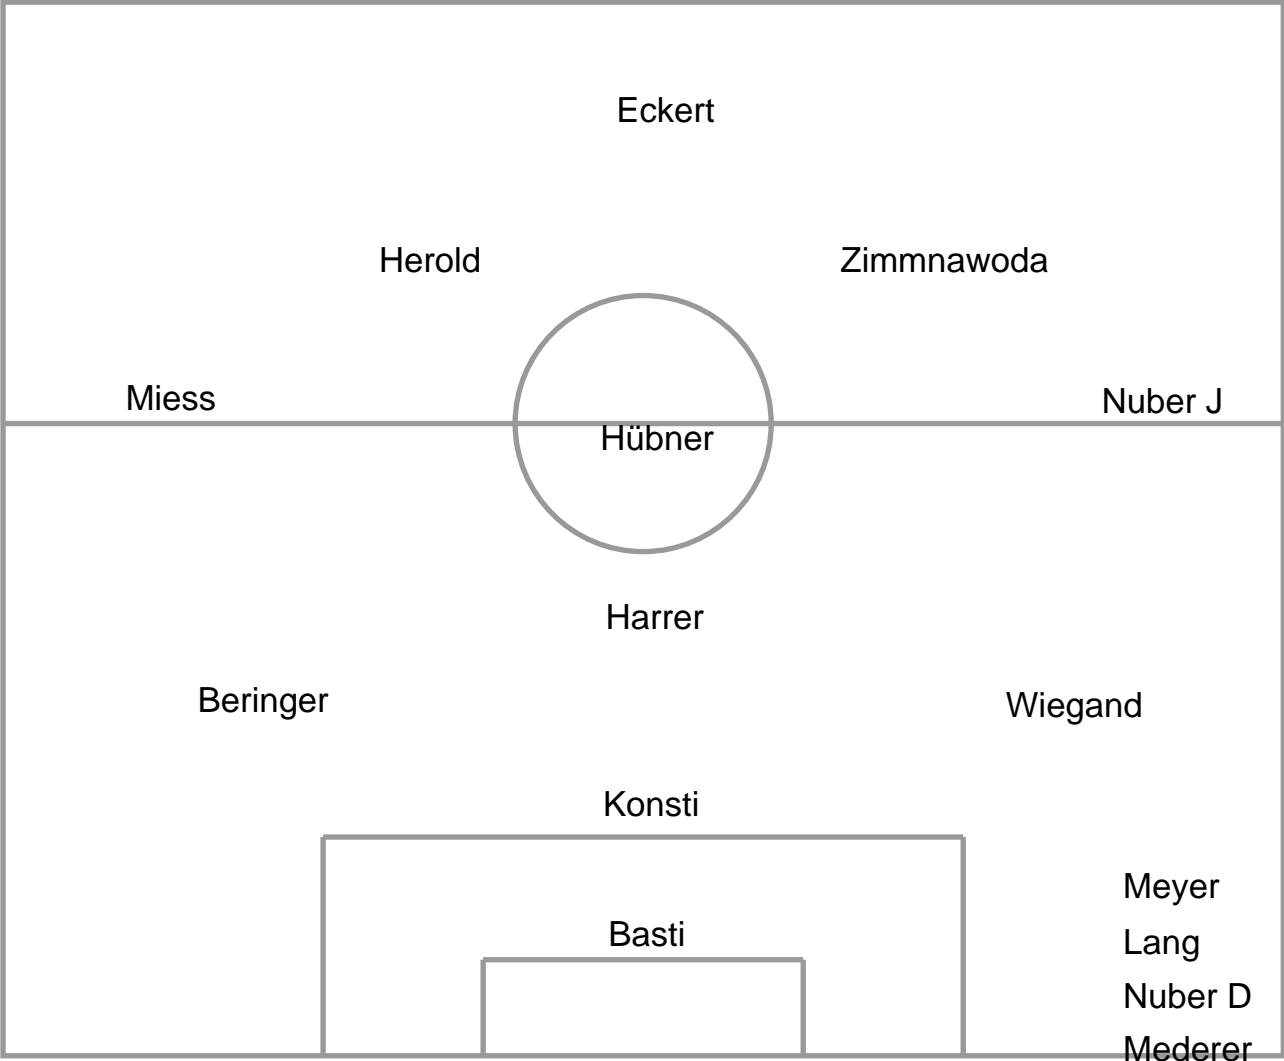 Eckert
Herold
Zimmnawoda
Miess
Nuber J
Hübner
Harrer
Beringer
Wiegand
Konsti
Meyer
Basti
Lang
Nuber D
Mederer